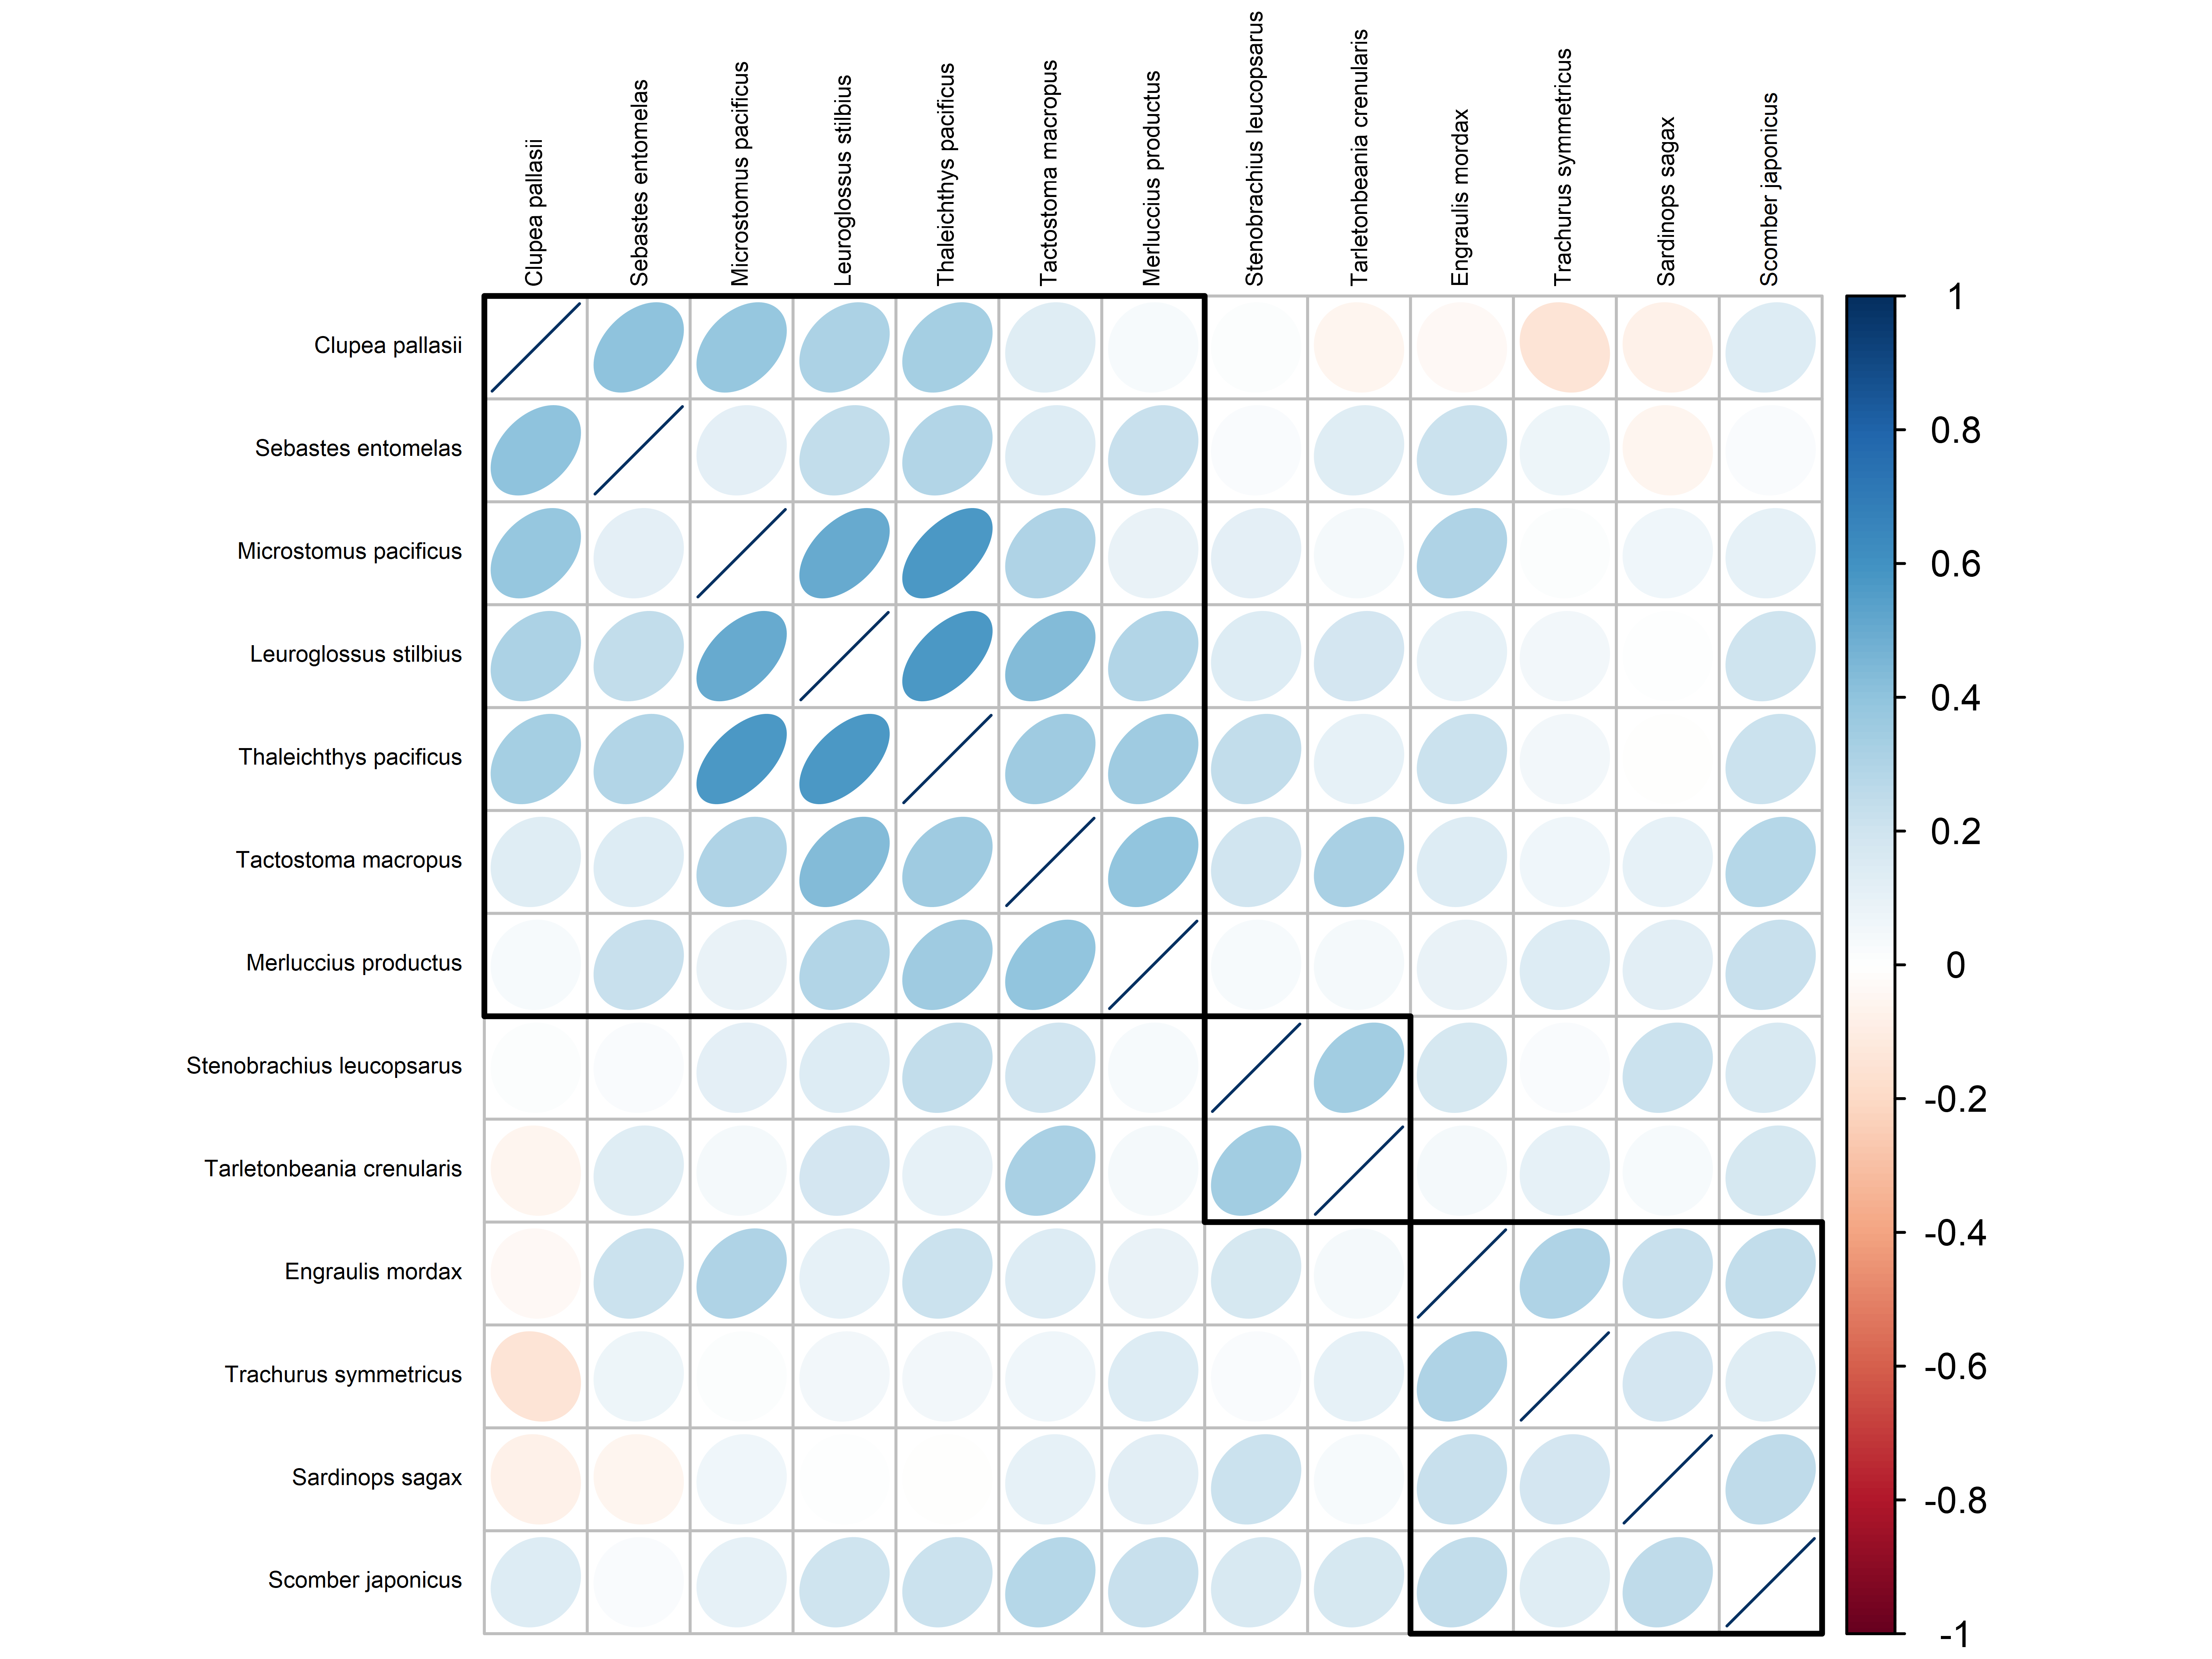 Clupea pallasii
Sebastes entomelas
Microstomus pacificus
Leuroglossus stilbius
Thaleichthys pacificus
Tactostoma macropus
Merluccius productus
Stenobrachius leucopsarus
Tarletonbeania crenularis
Engraulis mordax
Trachurus symmetricus
Sardinops sagax
Scomber japonicus
Clupea pallasii
Sebastes entomelas
Microstomus pacificus
Leuroglossus stilbius
Thaleichthys pacificus
Tactostoma macropus
Merluccius productus
Stenobrachius leucopsarus
Tarletonbeania crenularis
Engraulis mordax
Trachurus symmetricus
Sardinops sagax
Scomber japonicus
1
0.8
0.6
0.4
0.2
0
-0.2
-0.4
-0.6
-0.8
-1